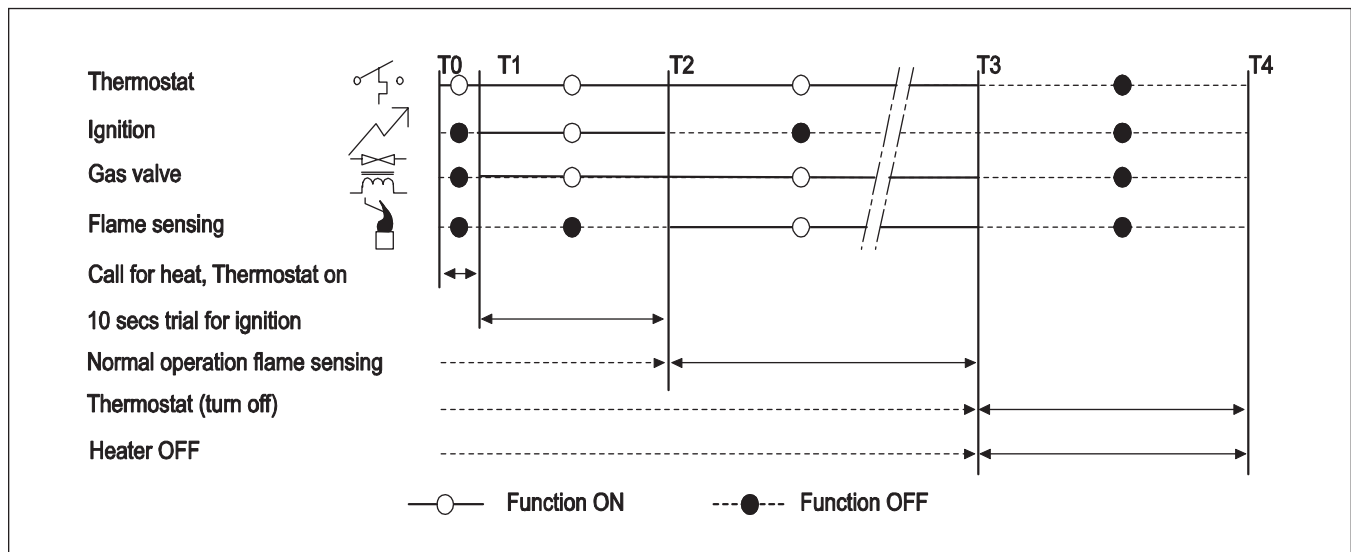 T0 T1 T2 T3 T4
Thermostat
Ignition
Gas valve
Flame sensing
Call for heat, Thermostat on
10 secs trial for ignition
Normal operation flame sensing
Thermostat (turn off)
Heater OFF
Function ON Function OFF